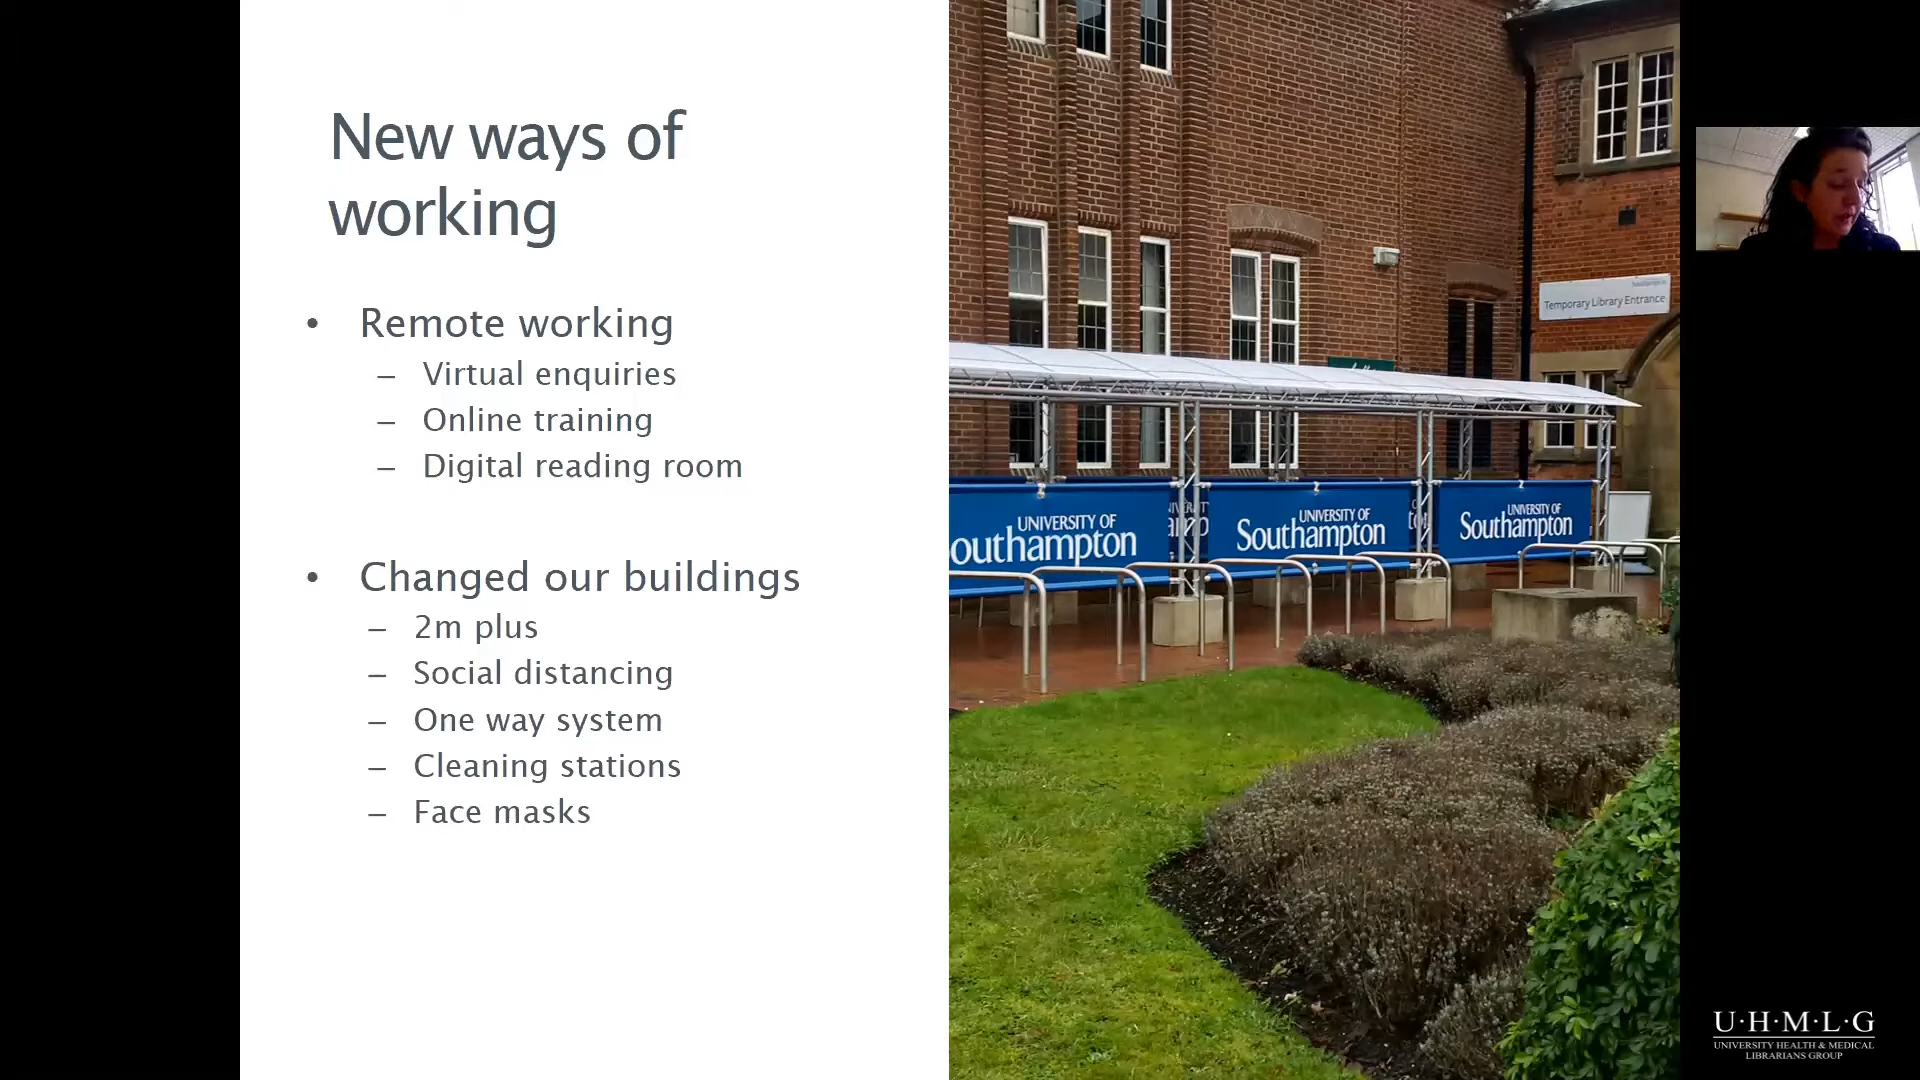 New ways of
working
• Remote working
– Virtual enquiries
– Online training
– Digital reading room
• Changed our buildings
– 2m plus
– Social distancing
– One way system
– Cleaning stations
– Face masks
Temporary Library Entrance
UNIVERSITY OF
outhampton
UNIVERSITY OF
Southampton
UNIVERSITY OF
Southampton
U·H·M·L·G
UNIVERSITY HEALTH & MEDICAL
LIBRARIANS GROUP